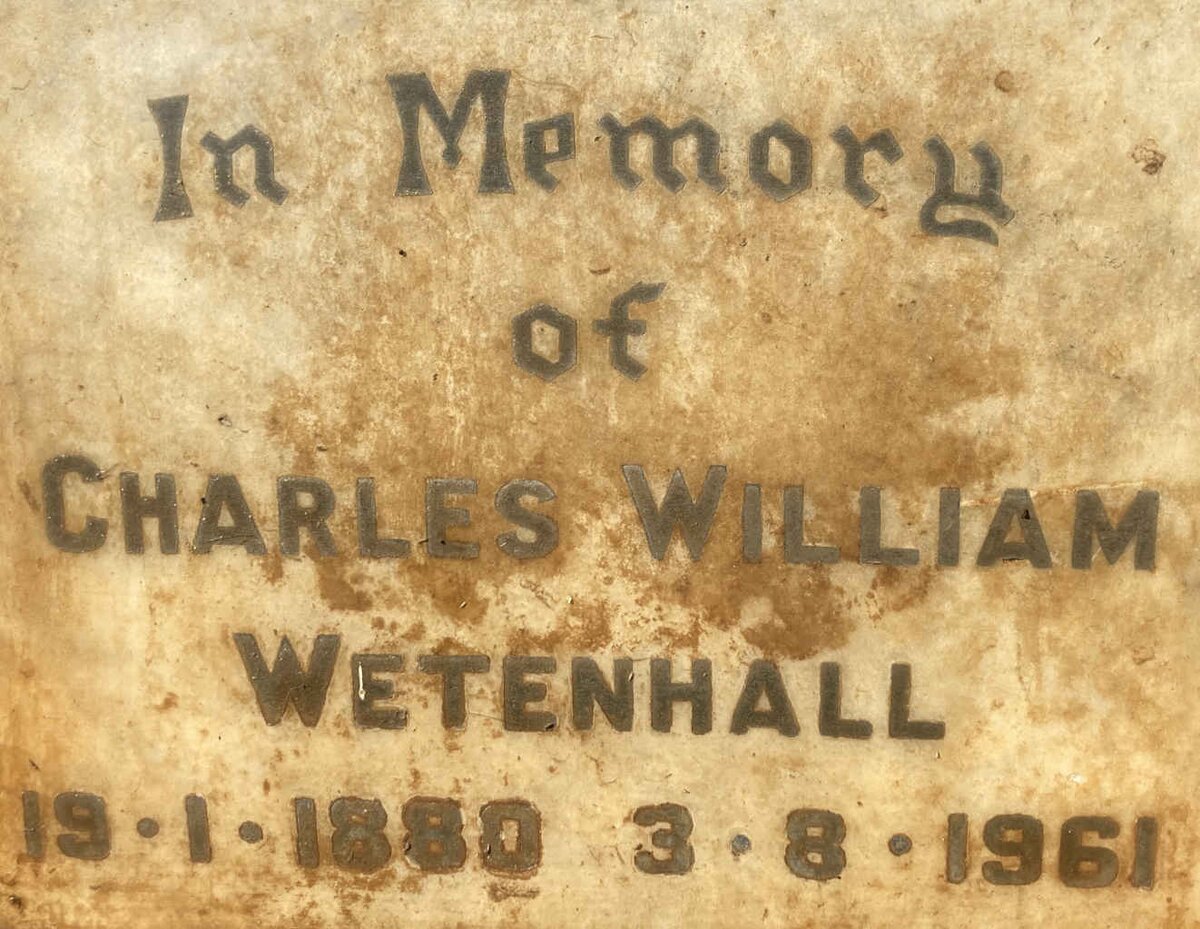 In Memory
of
CHARLES WILLIAM
WETENHALL
19·1·1880 3·8·1961